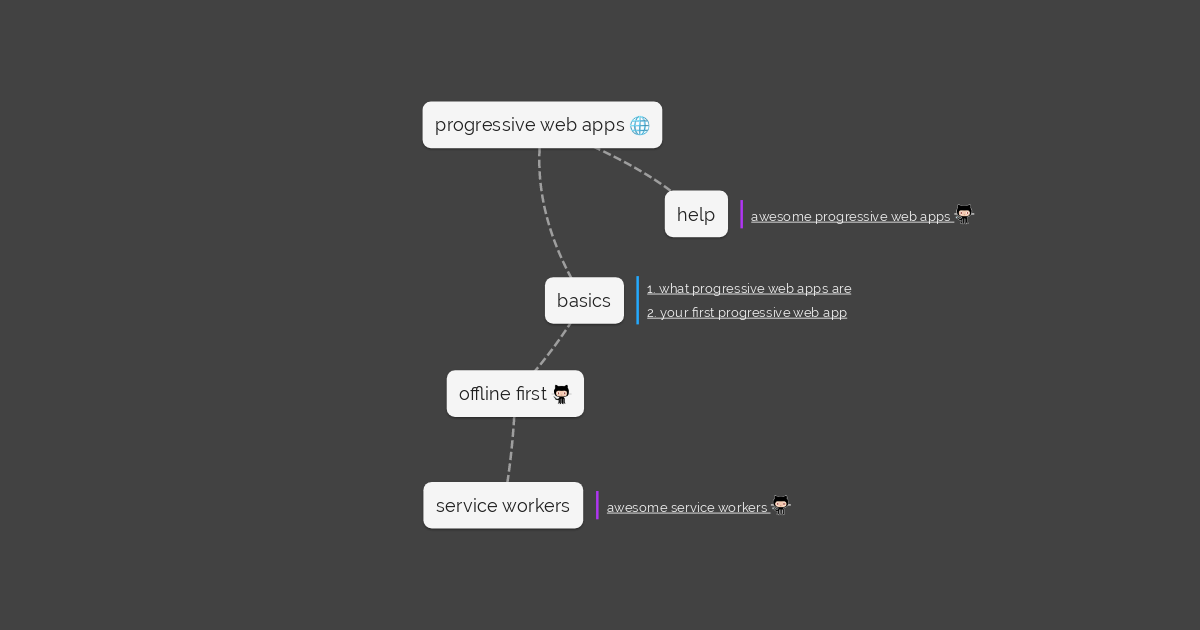 progressive web apps
help
awesome progressive web apps
basics
1. what progressive web apps are
2. your first progressive web app
offline first
service workers
awesome service workers